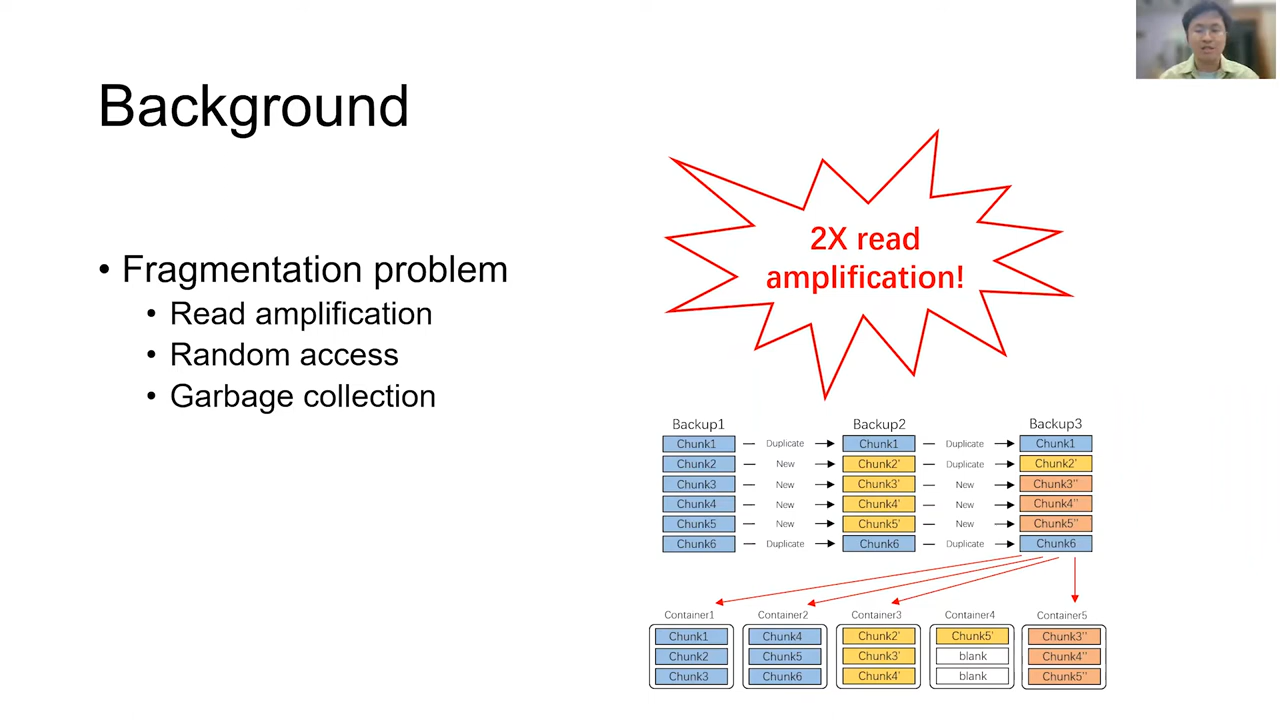 Background
• Fragmentation problem
• Read amplification
• Random access
• Garbage collection
2X read
amplification!
Backup1 Backup2 Backup3
Chunk1 Duplicate Chunk1 Duplicate Chunk1
Chunk2 New Chunk2' Duplicate Chunk2'
Chunk3 New Chunk3' New Chunk3''
Chunk4 New Chunk4' New Chunk4''
Chunk5 New Chunk5' New Chunk5''
Chunk6 Duplicate Chunk6 Duplicate Chunk6
Container1 Container2 Container3 Container4 Container5
Chunk1 Chunk4 Chunk2' Chunk5' Chunk3''
Chunk2 Chunk5 Chunk3' blank Chunk4''
Chunk3 Chunk6 Chunk4' blank Chunk5''